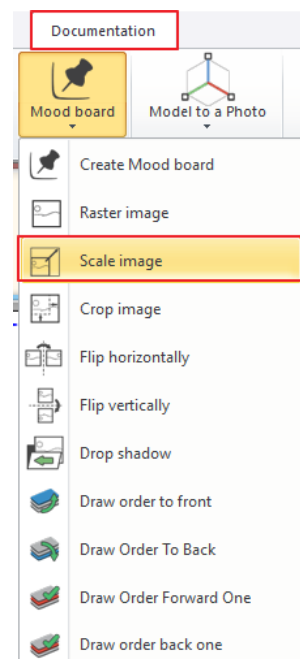 Documentation
Mood board
Model to a Photo
Create Mood board
Raster image
Scale image
Crop image
Flip horizontally
Flip vertically
Drop shadow
Draw order to front
Draw Order To Back
Draw Order Forward One
Draw order back one